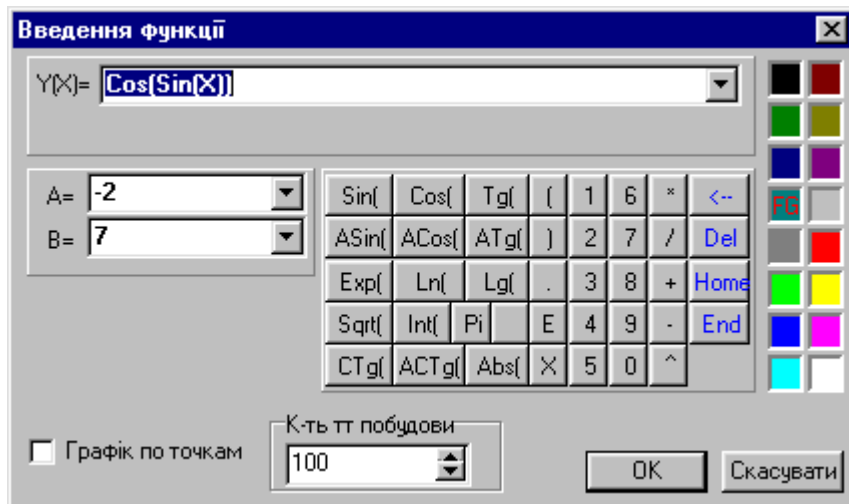 Введення функції
Y(X)= Cos(Sin(X))
A= -2
B= 7
Sin( Cos( Tg( ( 1 6 * <--
ASin( ACos( ATg( ) 2 7 / Del
Exp( Ln( Lg( . 3 8 + Home
Sqrt( Int( Pi E 4 9 - End
CTg( ACTg( Abs( X 5 0 ^
FG
Графік по точкам
К-ть тт побудови
100
OK
Скасувати